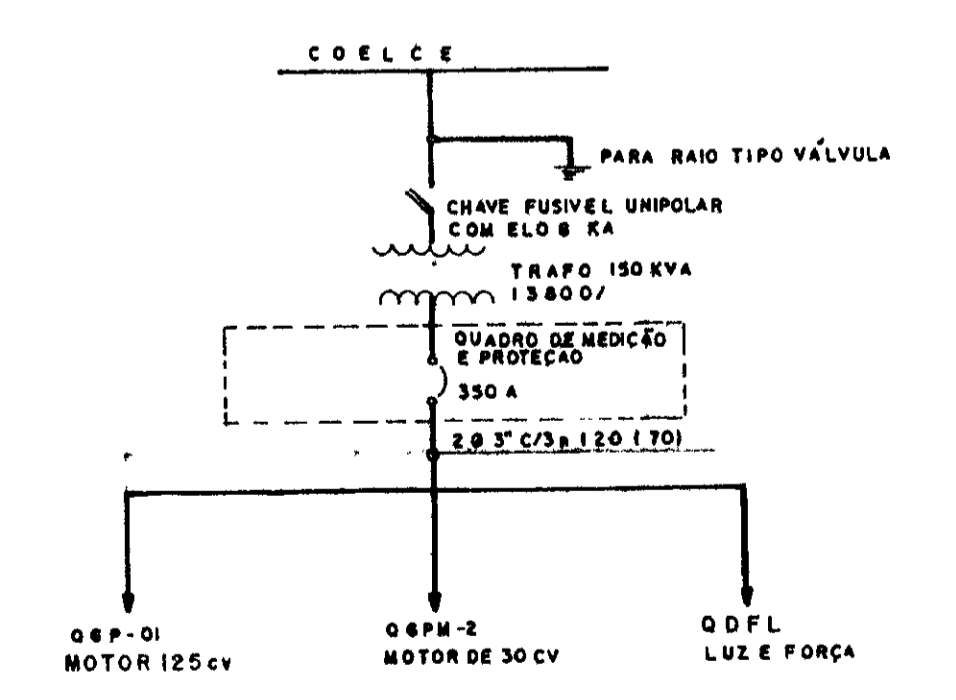 COELCE
PARA RAIO TIPO VÁLVULA
CHAVE FUSIVEL UNIPOLAR
COM ELO 6 KA
TRAFO 150 KVA
13800/
QUADRO DE MEDIÇÃO
E PROTEÇAO
350 A
2 Ø 3" C/3 120 (70)
QGP-01
MOTOR 125 cv
QGPM-2
MOTOR DE 30 CV
QDFL
LUZ E FORÇA